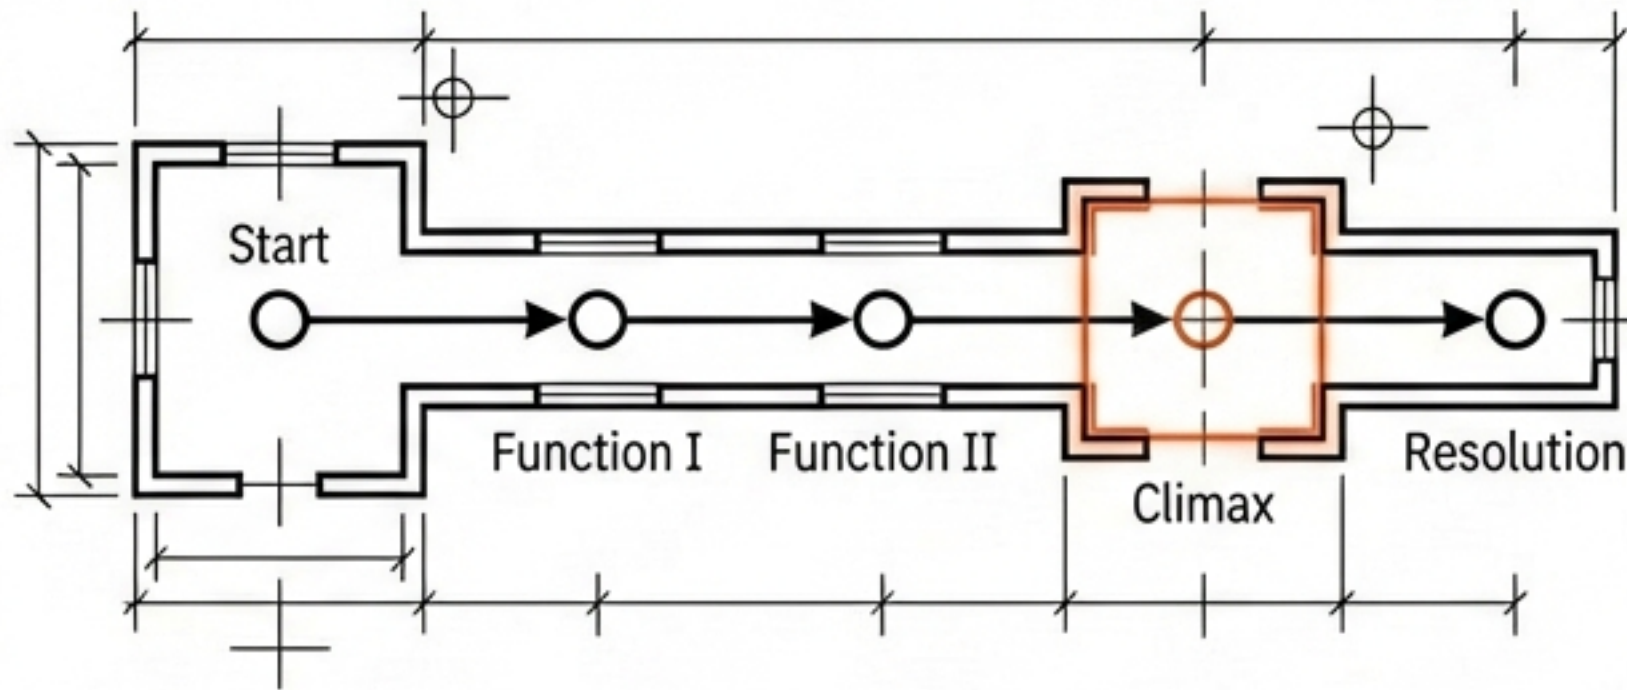 Start
Function I
Function II
Climax
Resolution